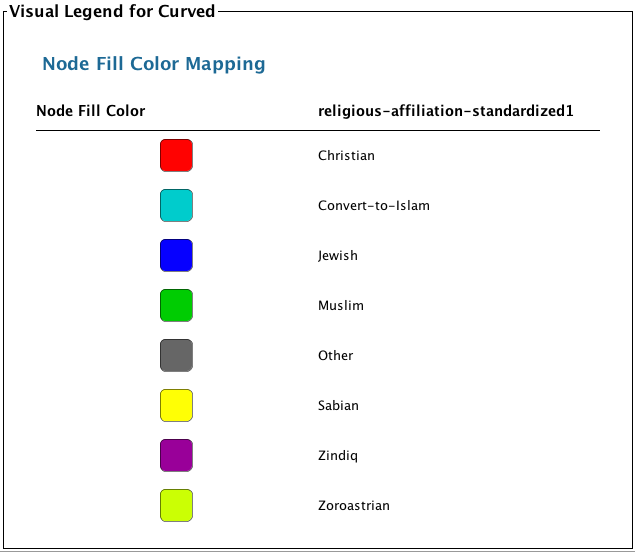 Visual Legend for Curved
Node Fill Color Mapping
Node Fill Color religious-affiliation-standardized1
Christian
Convert-to-Islam
Jewish
Muslim
Other
Sabian
Zindiq
Zoroastrian